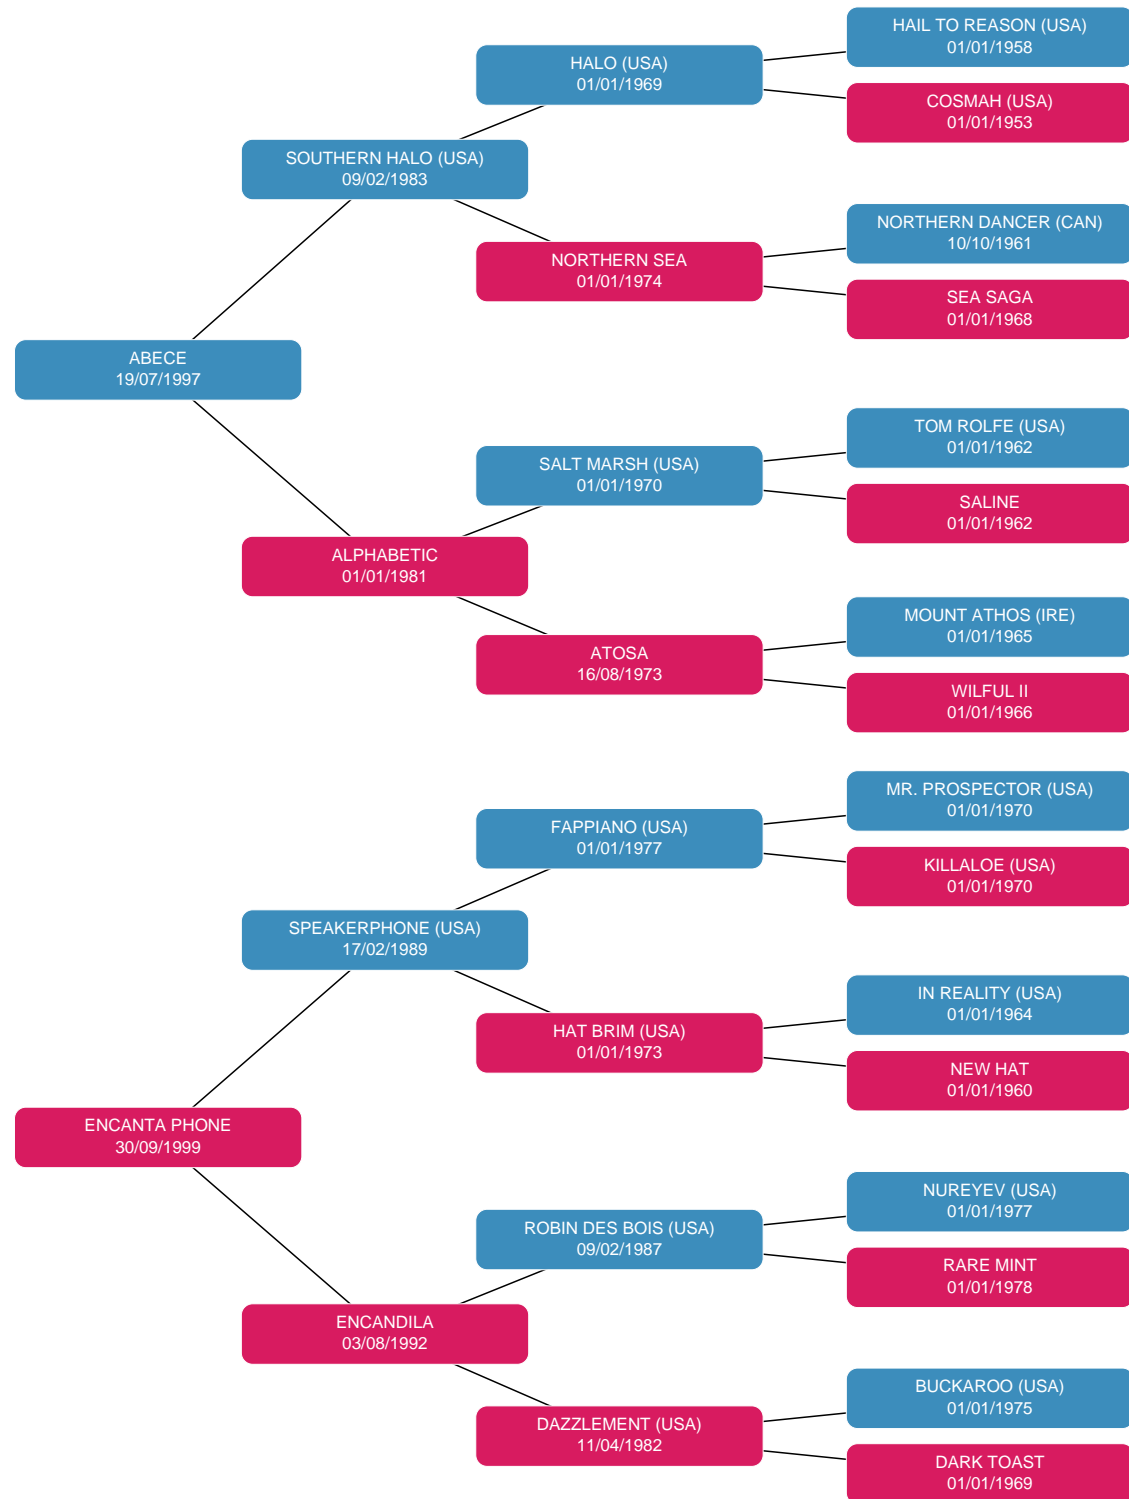 HAIL TO REASON (USA)
01/01/1958
HALO (USA)
01/01/1969
COSMAH (USA)
01/01/1953
SOUTHERN HALO (USA)
09/02/1983
NORTHERN DANCER (CAN)
10/10/1961
NORTHERN SEA
01/01/1974
SEA SAGA
01/01/1968
ABECE
19/07/1997
TOM ROLFE (USA)
01/01/1962
SALT MARSH (USA)
01/01/1970
SALINE
01/01/1962
ALPHABETIC
01/01/1981
MOUNT ATHOS (IRE)
01/01/1965
ATOSA
16/08/1973
WILFUL II
01/01/1966
MR. PROSPECTOR (USA)
01/01/1970
FAPPIANO (USA)
01/01/1977
KILLALOE (USA)
01/01/1970
SPEAKERPHONE (USA)
17/02/1989
IN REALITY (USA)
01/01/1964
HAT BRIM (USA)
01/01/1973
NEW HAT
01/01/1960
ENCANTA PHONE
30/09/1999
NUREYEV (USA)
01/01/1977
ROBIN DES BOIS (USA)
09/02/1987
RARE MINT
01/01/1978
ENCANDILA
03/08/1992
BUCKAROO (USA)
01/01/1975
DAZZLEMENT (USA)
11/04/1982
DARK TOAST
01/01/1969